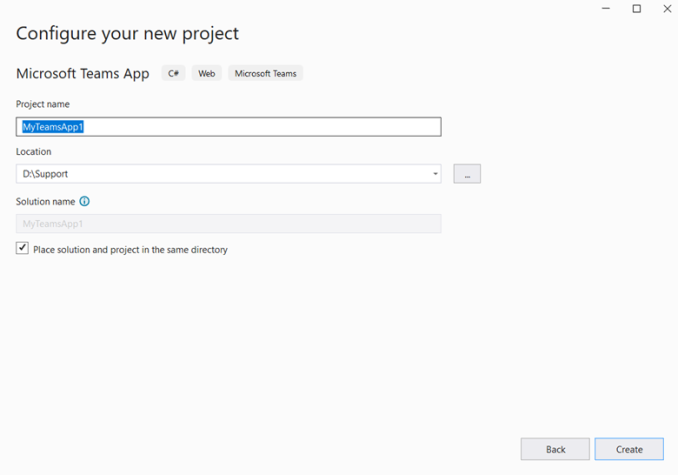 Configure your new project
Microsoft Teams App C# Web Microsoft Teams
Project name
MyTeamsApp1
Location
D:\Support
...
Solution name
MyTeamsApp1
Place solution and project in the same directory
Back Create